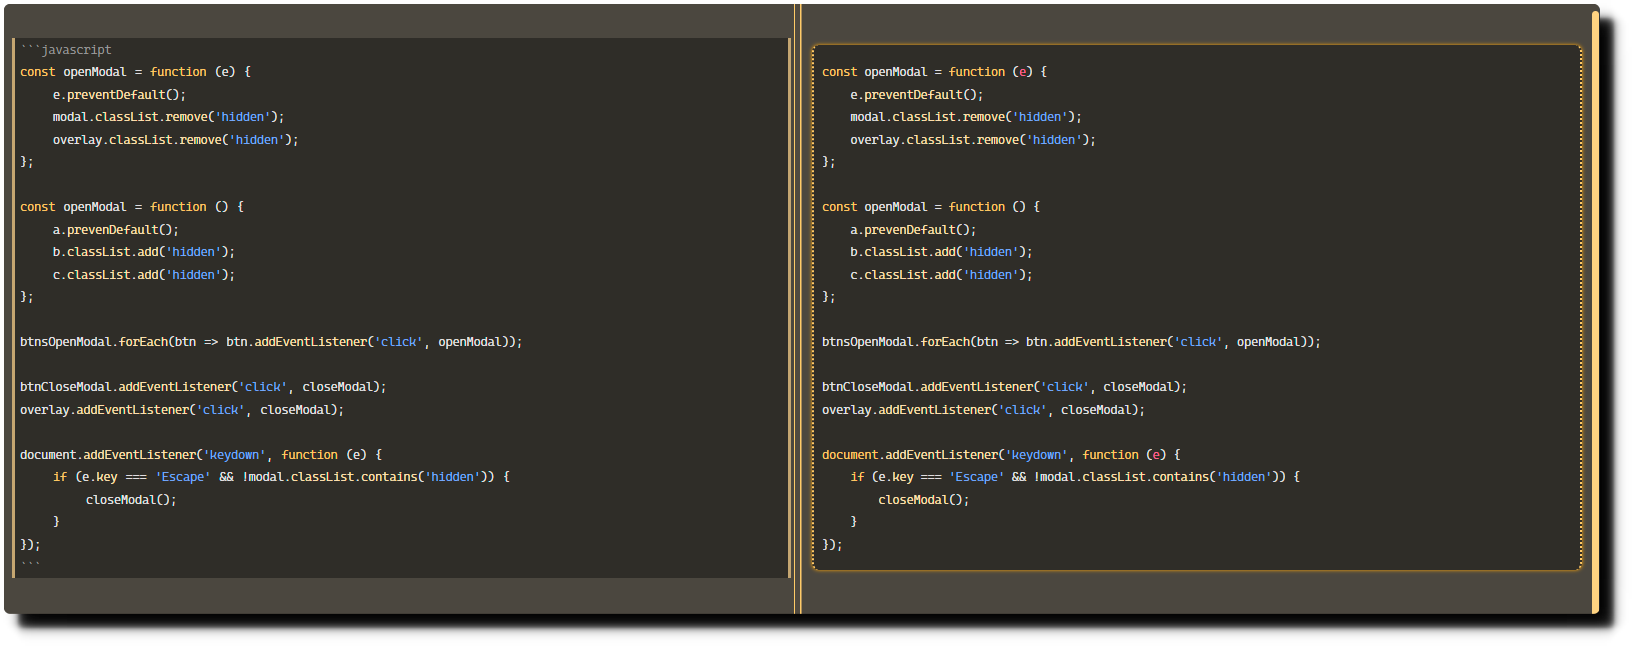 ```javascript
const openModal = function (e) {
    e.preventDefault();
    modal.classList.remove('hidden');
    overlay.classList.remove('hidden');
};

const openModal = function () {
    a.prevenDefault();
    b.classList.add('hidden');
    c.classList.add('hidden');
};

btnsOpenModal.forEach(btn => btn.addEventListener('click', openModal));

btnCloseModal.addEventListener('click', closeModal);
overlay.addEventListener('click', closeModal);

document.addEventListener('keydown', function (e) {
    if (e.key === 'Escape' && !modal.classList.contains('hidden')) {
        closeModal();
    }
});
```
const openModal = function (e) {
    e.preventDefault();
    modal.classList.remove('hidden');
    overlay.classList.remove('hidden');
};

const openModal = function () {
    a.prevenDefault();
    b.classList.add('hidden');
    c.classList.add('hidden');
};

btnsOpenModal.forEach(btn => btn.addEventListener('click', openModal));

btnCloseModal.addEventListener('click', closeModal);
overlay.addEventListener('click', closeModal);

document.addEventListener('keydown', function (e) {
    if (e.key === 'Escape' && !modal.classList.contains('hidden')) {
        closeModal();
    }
});